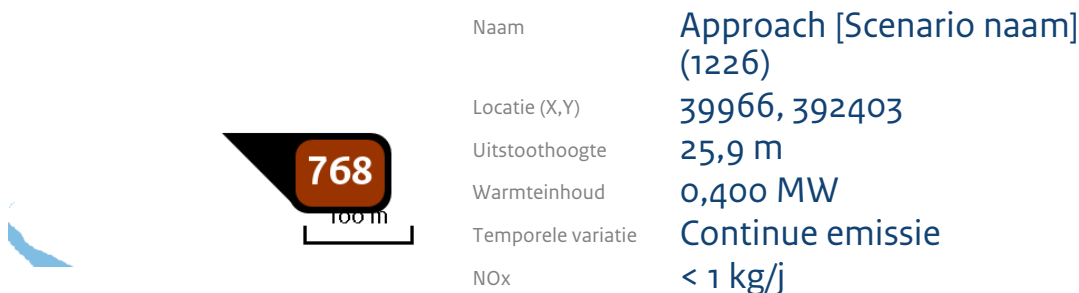 768
100 m
Naam Approach [Scenario naam]
(1226)
Locatie (X,Y) 39966, 392403
Uitstoothoogte 25,9 m
Warmteinhoud 0,400 MW
Temporele variatie Continue emissie
NOx < 1 kg/j